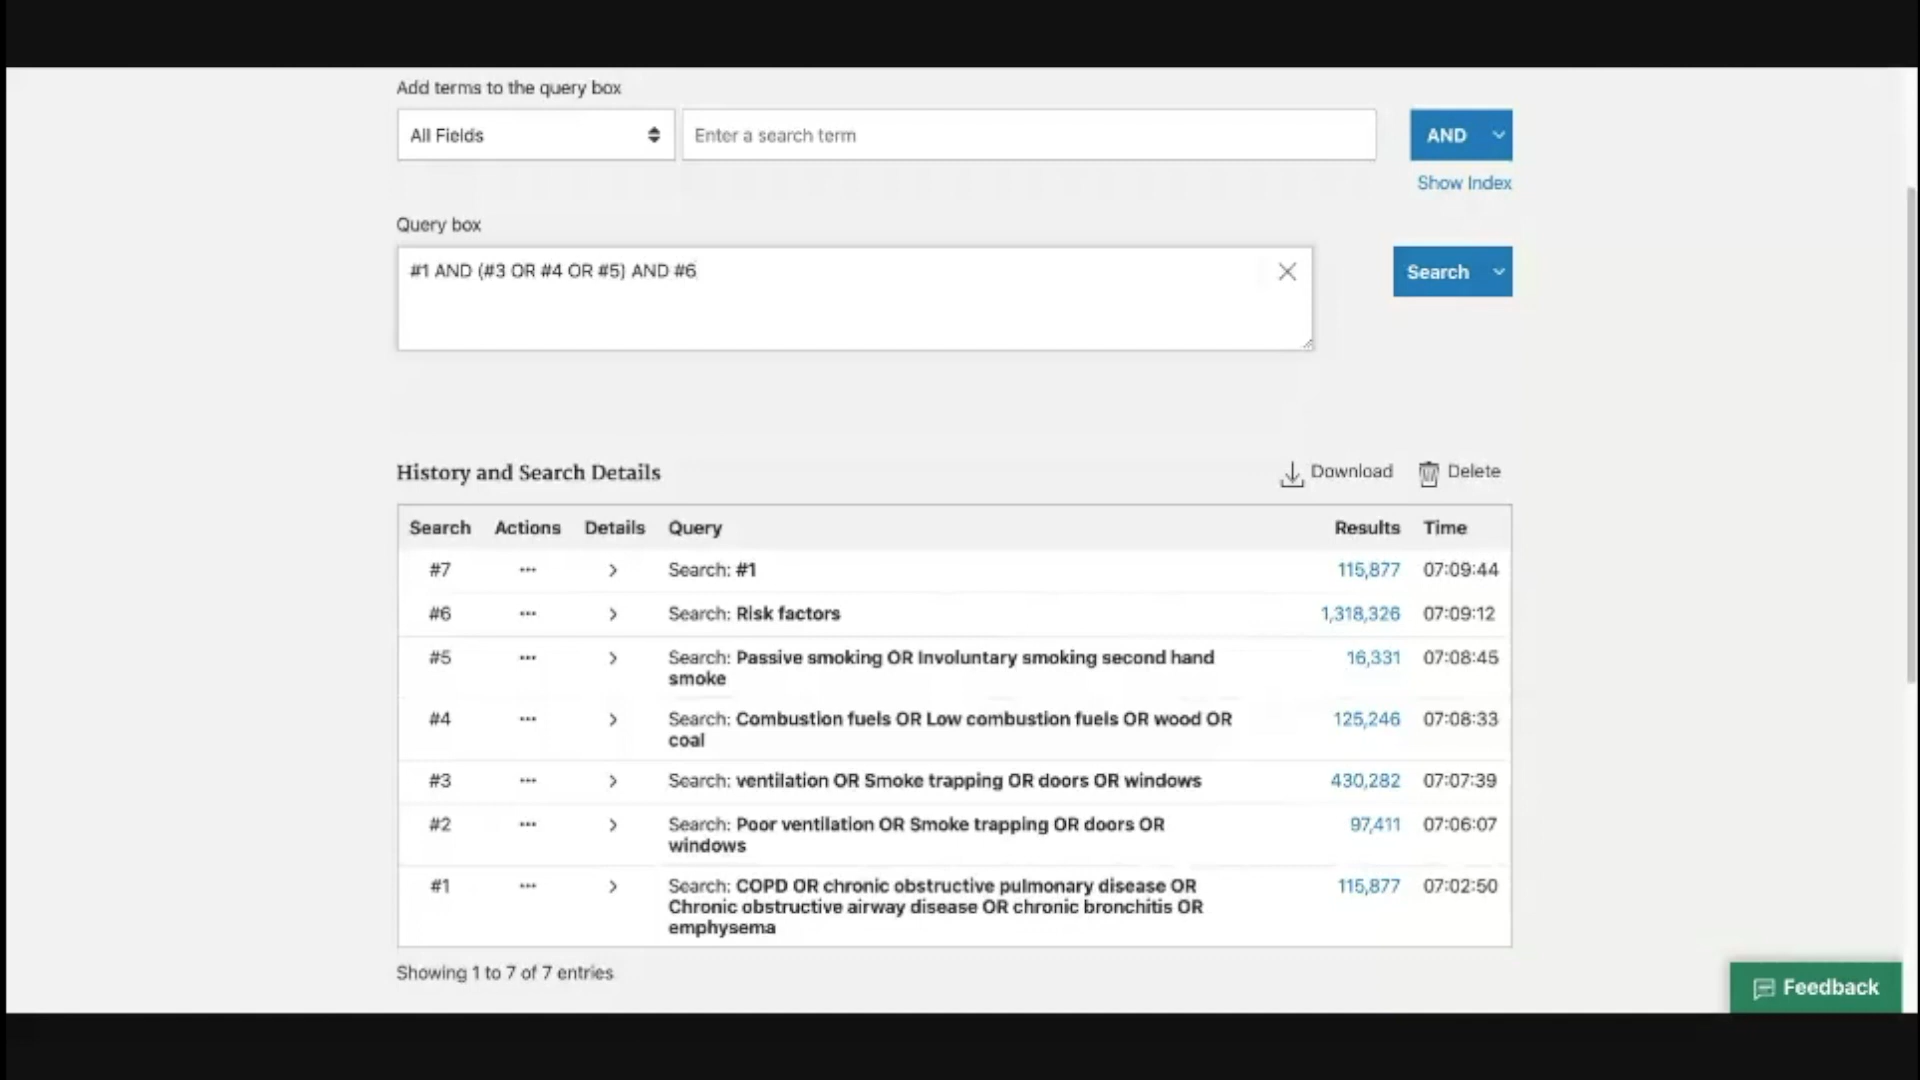 Add terms to the query box
All Fields
Enter a search term
AND
Show Index
Query box
#1 AND (#3 OR #4 OR #5) AND #6
Search
History and Search Details
Download
Delete
Search Actions Details Query Results Time
#7 ... Search: #1 115,877 07:09:44
#6 ... Search: Risk factors 1,318,326 07:09:12
#5 ... Search: Passive smoking OR Involuntary smoking second hand 16,331 07:08:45
smoke
#4 ... Search: Combustion fuels OR Low combustion fuels OR wood OR 125,246 07:08:33
coal
#3 ... Search: ventilation OR Smoke trapping OR doors OR windows 430,282 07:07:39
#2 ... Search: Poor ventilation OR Smoke trapping OR doors OR 97,411 07:06:07
windows
#1 ... Search: COPD OR chronic obstructive pulmonary disease OR 115,877 07:02:50
Chronic obstructive airway disease OR chronic bronchitis OR
emphysema
Showing 1 to 7 of 7 entries
Feedback